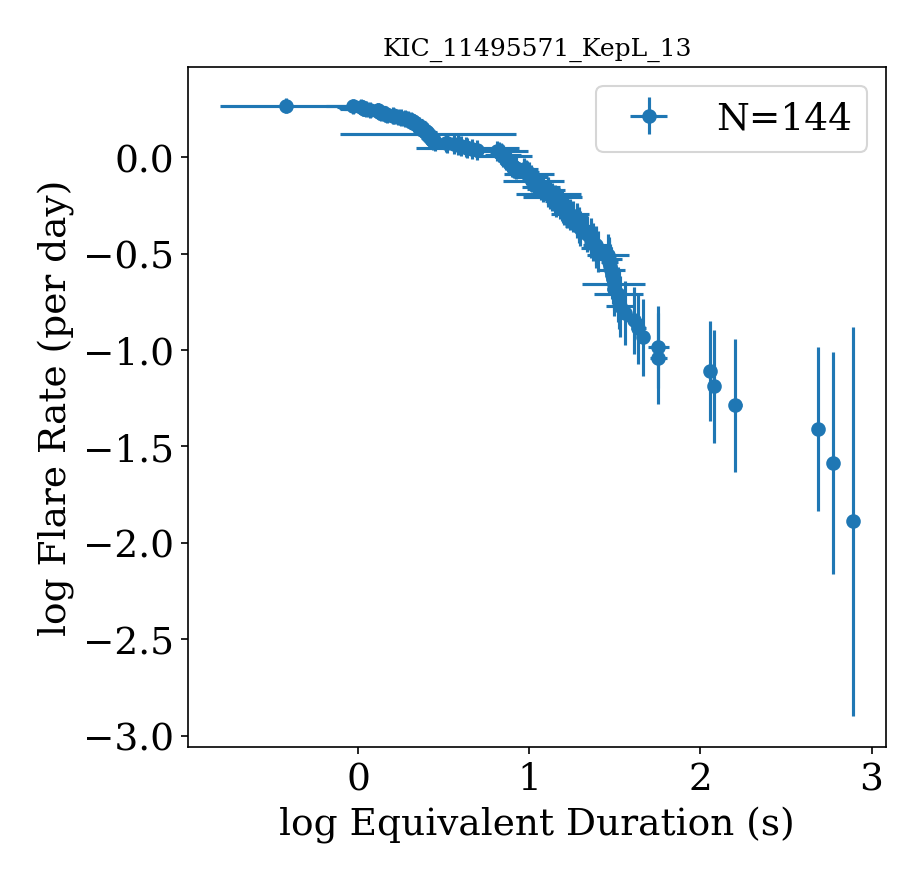 KIC_11495571_KepL_13
N=144
log Flare Rate (per day)
0.0
−0.5
−1.0
−1.5
−2.0
−2.5
−3.0
0 1 2 3
log Equivalent Duration (s)